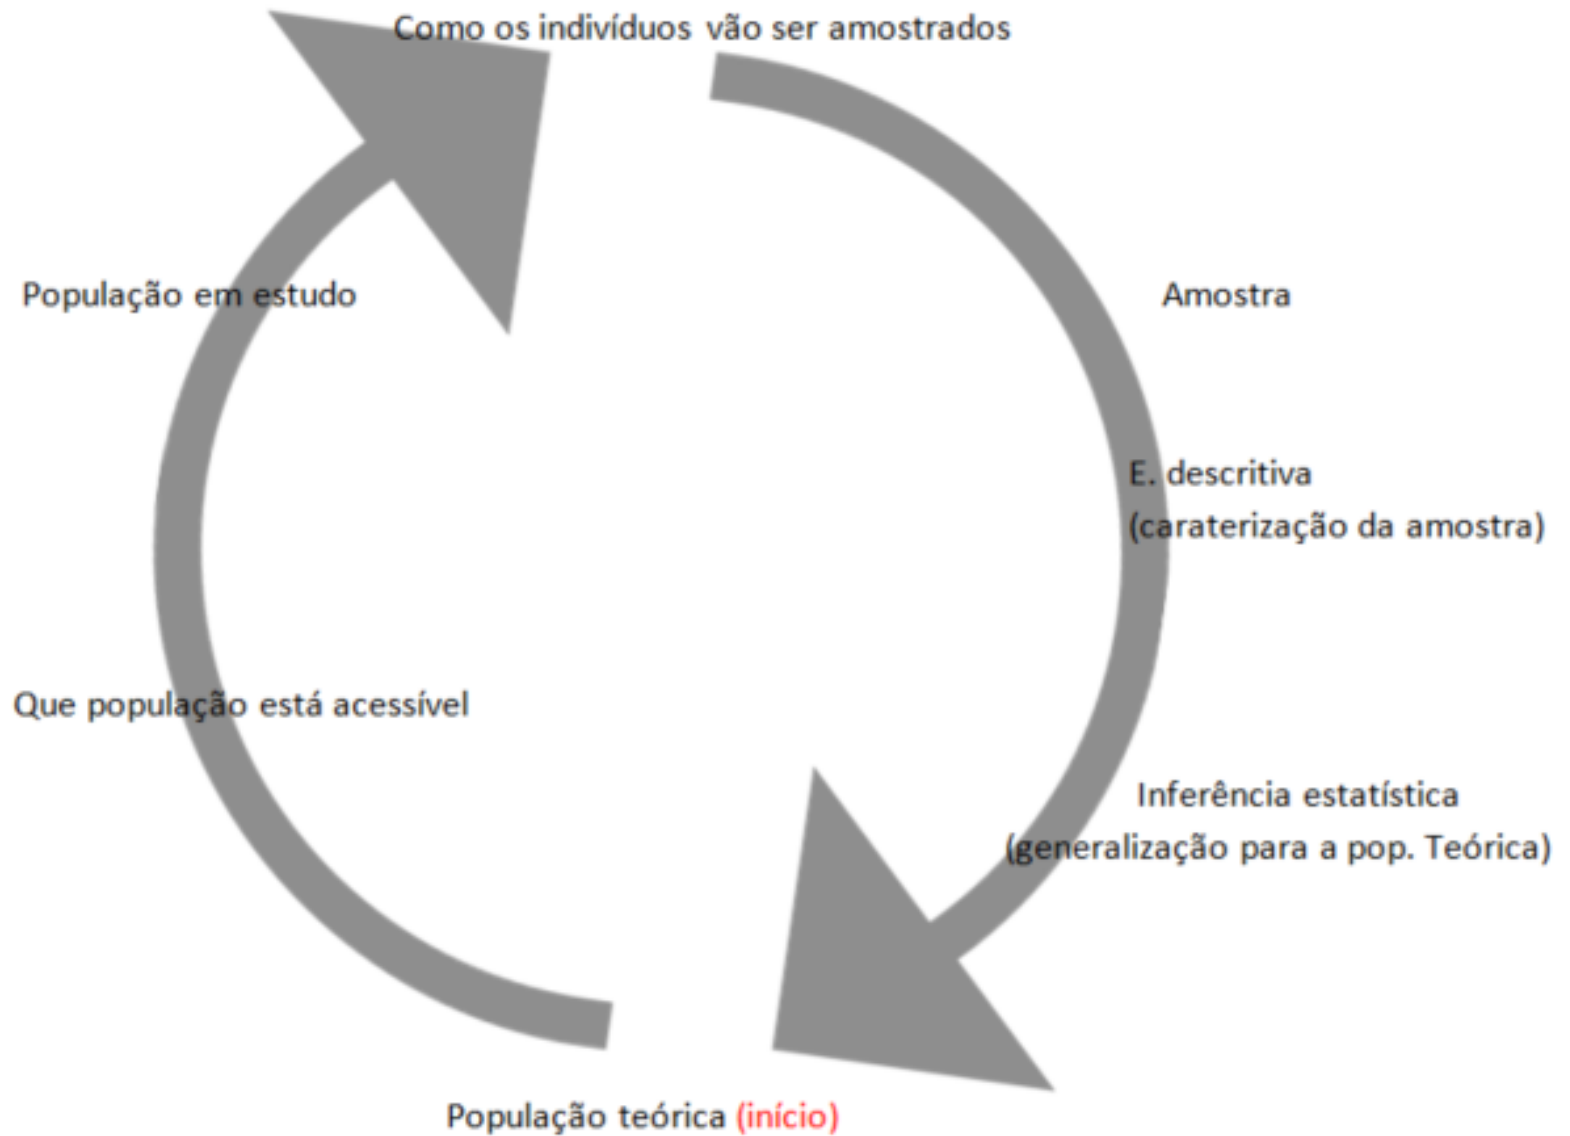 Como os indivíduos vão ser amostrados
População em estudo
Amostra
E. descritiva
(caraterização da amostra)
Que população está acessível
Inferência estatística
(generalização para a pop. Teórica)
População teórica (início)